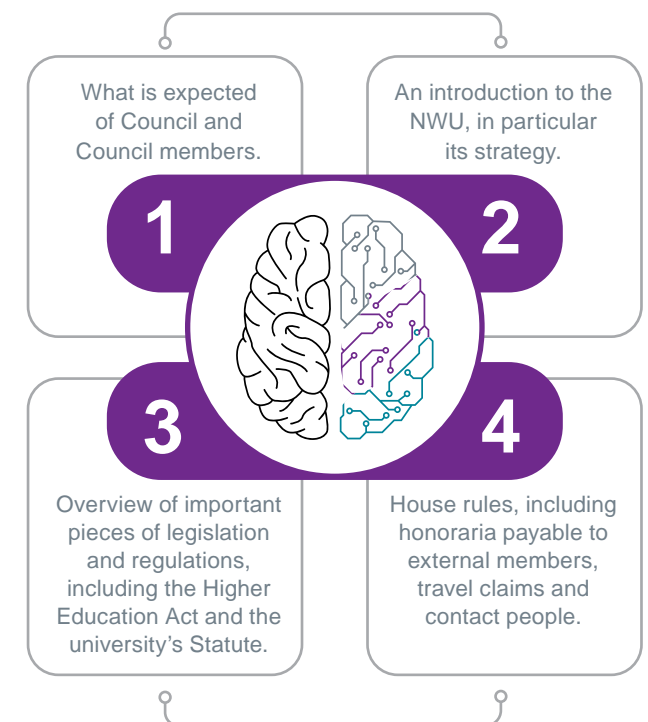 What is expected
of Council and
Council members.
1
An introduction to the
NWU, in particular
its strategy.
2
3
Overview of important
pieces of legislation
and regulations,
including the Higher
Education Act and the
university's Statute.
4
House rules, including
honoraria payable to
external members,
travel claims and
contact people.